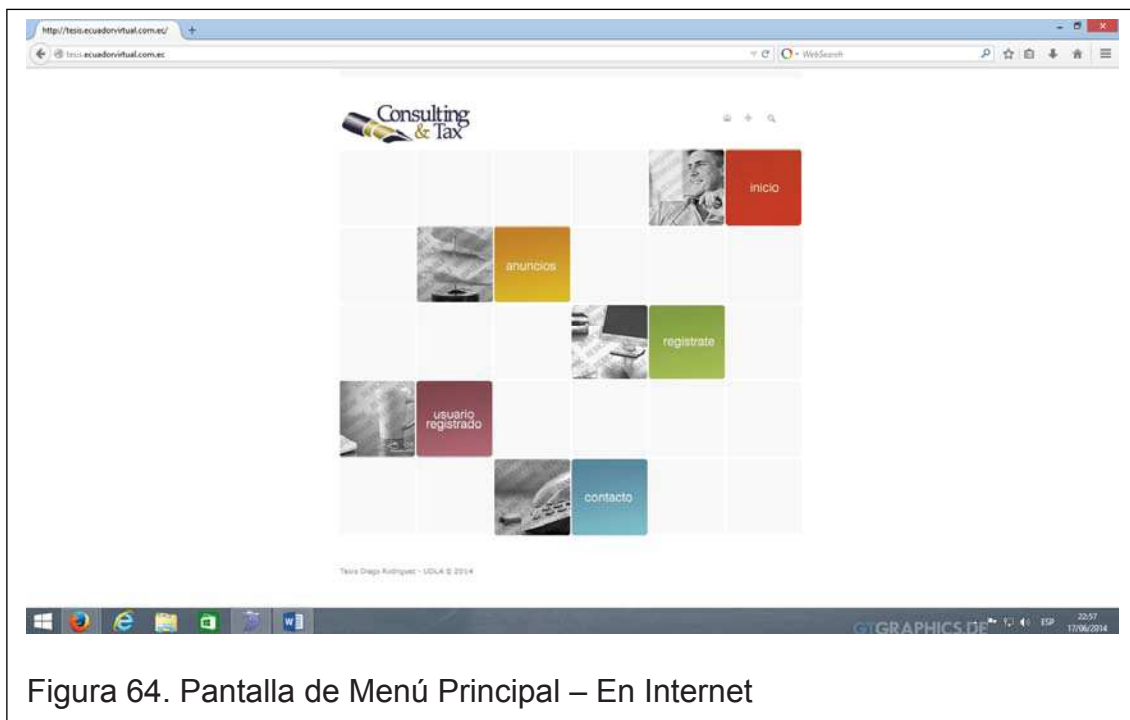 http://tesis.ecuadorvirtual.com.ec/
tesis.ecuadorvirtual.com.ec
WebSearch
Consulting
& Tax
inicio
anuncios
registrate
usuario
registrado
contacto
Tesis Diego Rodriguez - UDLA © 2014
GTGRAPHICS.DE
ESP
22:57
17/06/2014
Figura 64. Pantalla de Menú Principal – En Internet